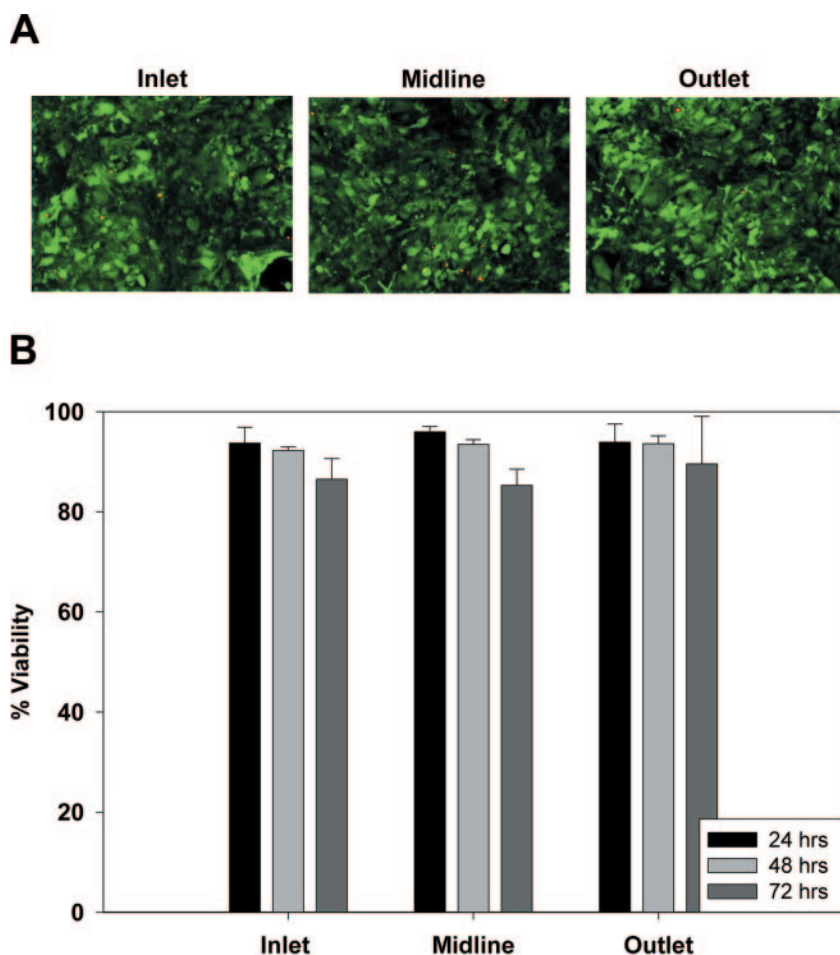 A
Inlet Midline Outlet
B
100
80
60
40
20
0
% Viability
24 hrs
48 hrs
72 hrs
Inlet Midline Outlet